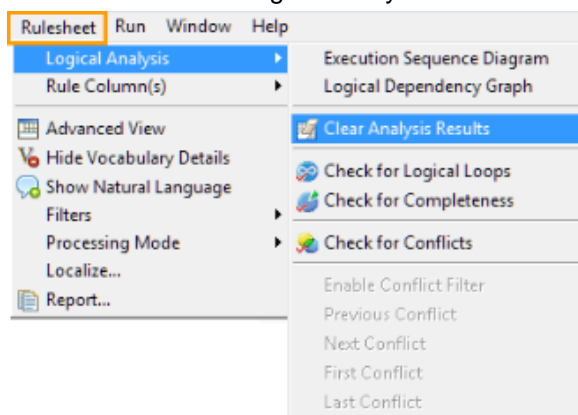 Rulesheet Run Window Help
Logical Analysis
Rule Column(s)
Advanced View
Hide Vocabulary Details
Show Natural Language
Filters
Processing Mode
Localize...
Report...
Execution Sequence Diagram
Logical Dependency Graph
Clear Analysis Results
Check for Logical Loops
Check for Completeness
Check for Conflicts
Enable Conflict Filter
Previous Conflict
Next Conflict
First Conflict
Last Conflict